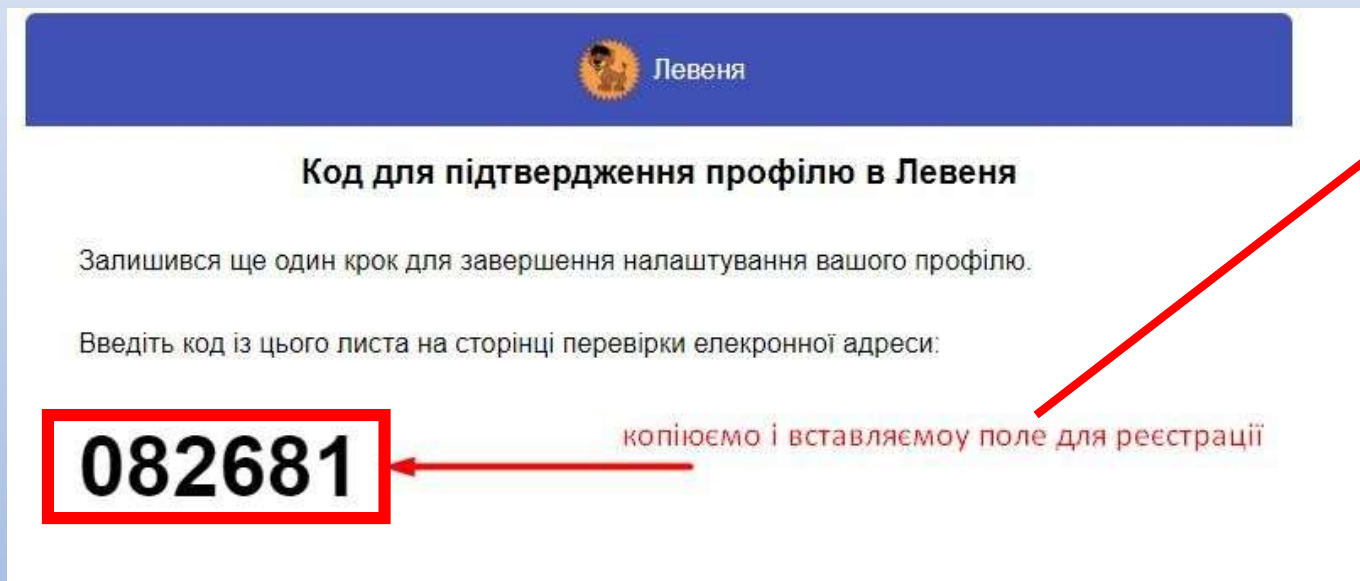 Левеня
Код для підтвердження профілю в Левеня
Залишився ще один крок для завершення налаштування вашого профілю.
Введіть код із цього листа на сторінці перевірки елекронної адреси:
копіюємо і вставляємоу поле для реєстрації
082681